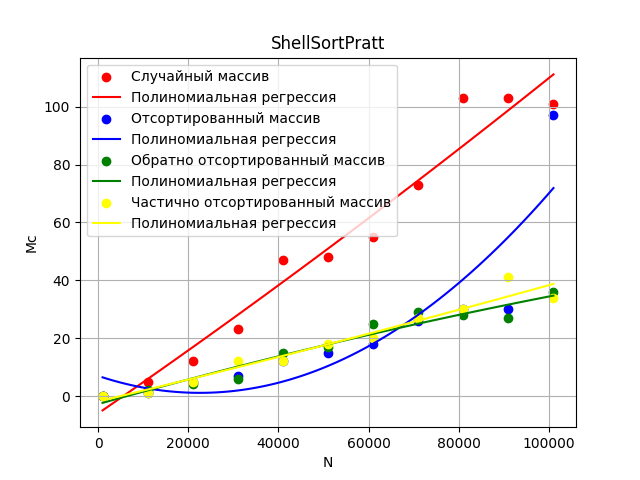 ShellSortPratt
Случайный массив
Полиномиальная регрессия
Отсортированный массив
Полиномиальная регрессия
Обратно отсортированный массив
Полиномиальная регрессия
Частично отсортированный массив
Полиномиальная регрессия
Мс
100
80
60
40
20
0
0 20000 40000 60000 80000 100000
N